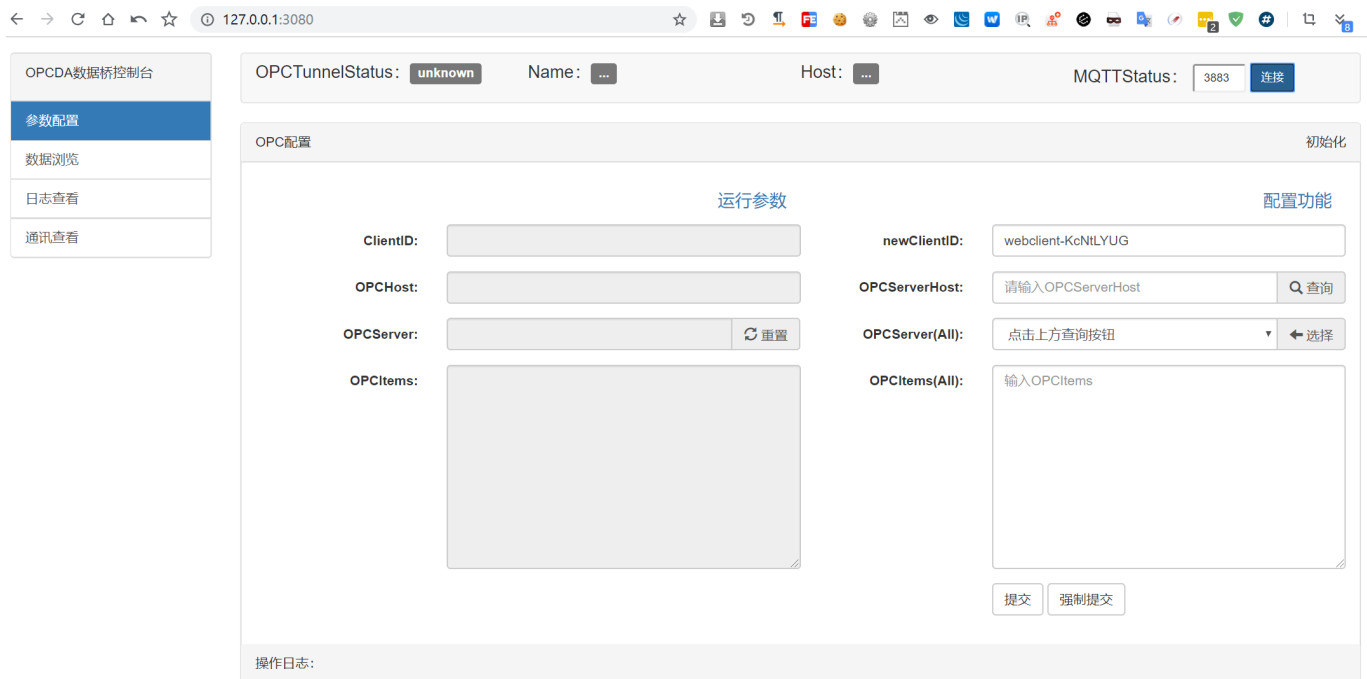 127.0.0.1:3080
FE
W
IP
2
#
8
OPCDA数据桥控制台
参数配置
数据浏览
日志查看
通讯查看
OPCTunnelStatus： unknown Name： ... Host： ... MQTTStatus： 3883 连接
OPC配置 初始化
运行参数 配置功能
ClientID: newClientID: webclient-KcNtLYUG
OPCHost: OPCServerHost: 请输入OPCServerHost 查询
OPCServer: 重置 OPCServer(All): 点击上方查询按钮 选择
OPCItems: OPCItems(All): 输入OPCItems
提交 强制提交
操作日志：